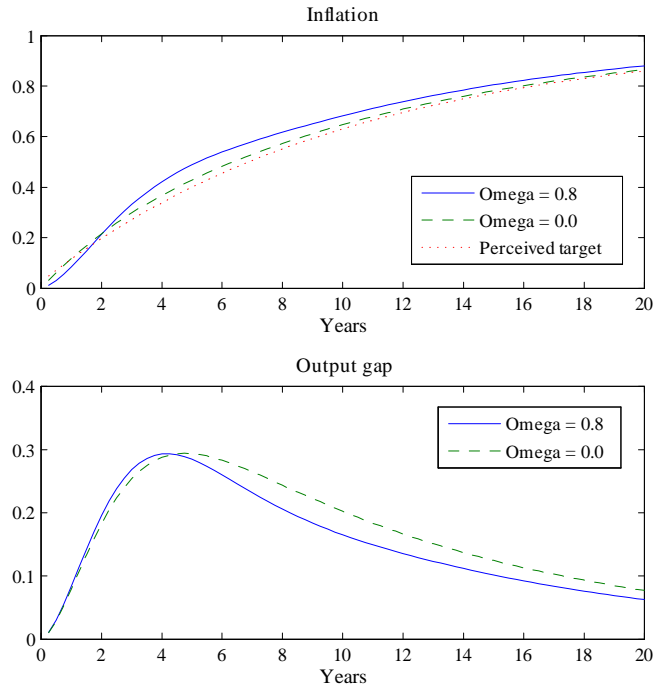 Inflation
1
0.8
0.6
0.4
0.2
0
0 2 4 6 8 10 12 14 16 18 20
Years
Omega = 0.8
Omega = 0.0
Perceived target
Output gap
0.4
0.3
0.2
0.1
0
0 2 4 6 8 10 12 14 16 18 20
Years
Omega = 0.8
Omega = 0.0